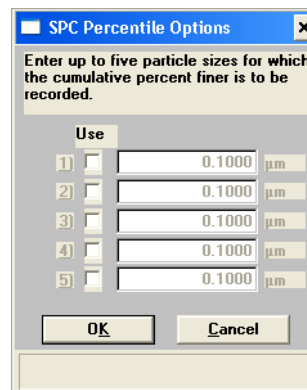 SPC Percentile Options
Enter up to five particle sizes for which
the cumulative percent finer is to be
recorded.
Use
1) 0.1000 µm
2) 0.1000 µm
3) 0.1000 µm
4) 0.1000 µm
5) 0.1000 µm
OK Cancel